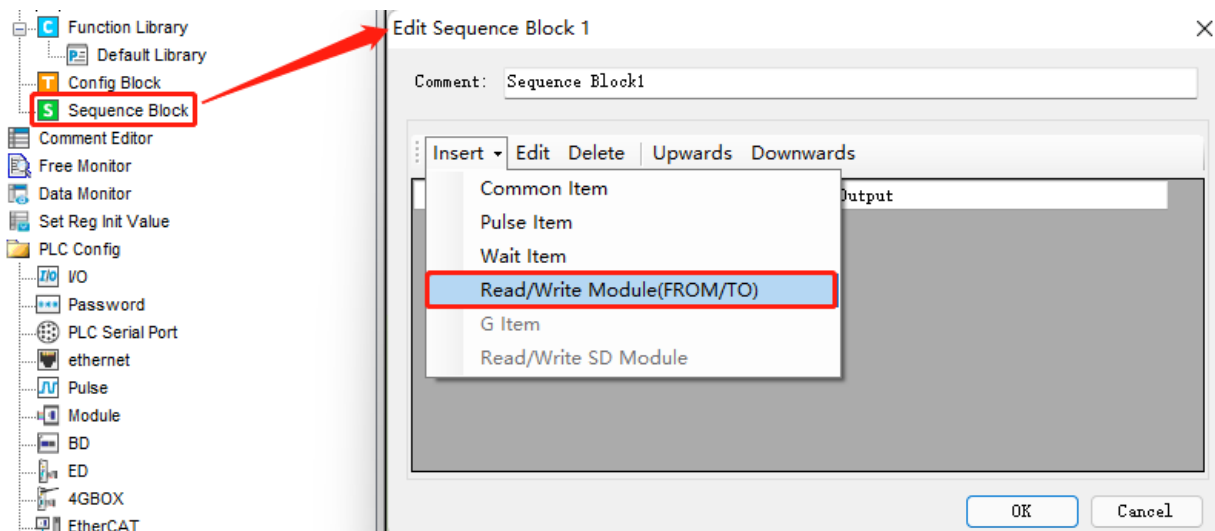 Function Library
Default Library
Config Block
Sequence Block
Comment Editor
Free Monitor
Data Monitor
Set Reg Init Value
PLC Config
I/O
Password
PLC Serial Port
ethernet
Pulse
Module
BD
ED
4GBOX
EtherCAT
Edit Sequence Block 1
Comment: Sequence Block1
Insert Edit Delete Upwards Downwards
Common Item
Pulse Item
Wait Item
Read/Write Module(FROM/TO)
G Item
Read/Write SD Module
OK Cancel